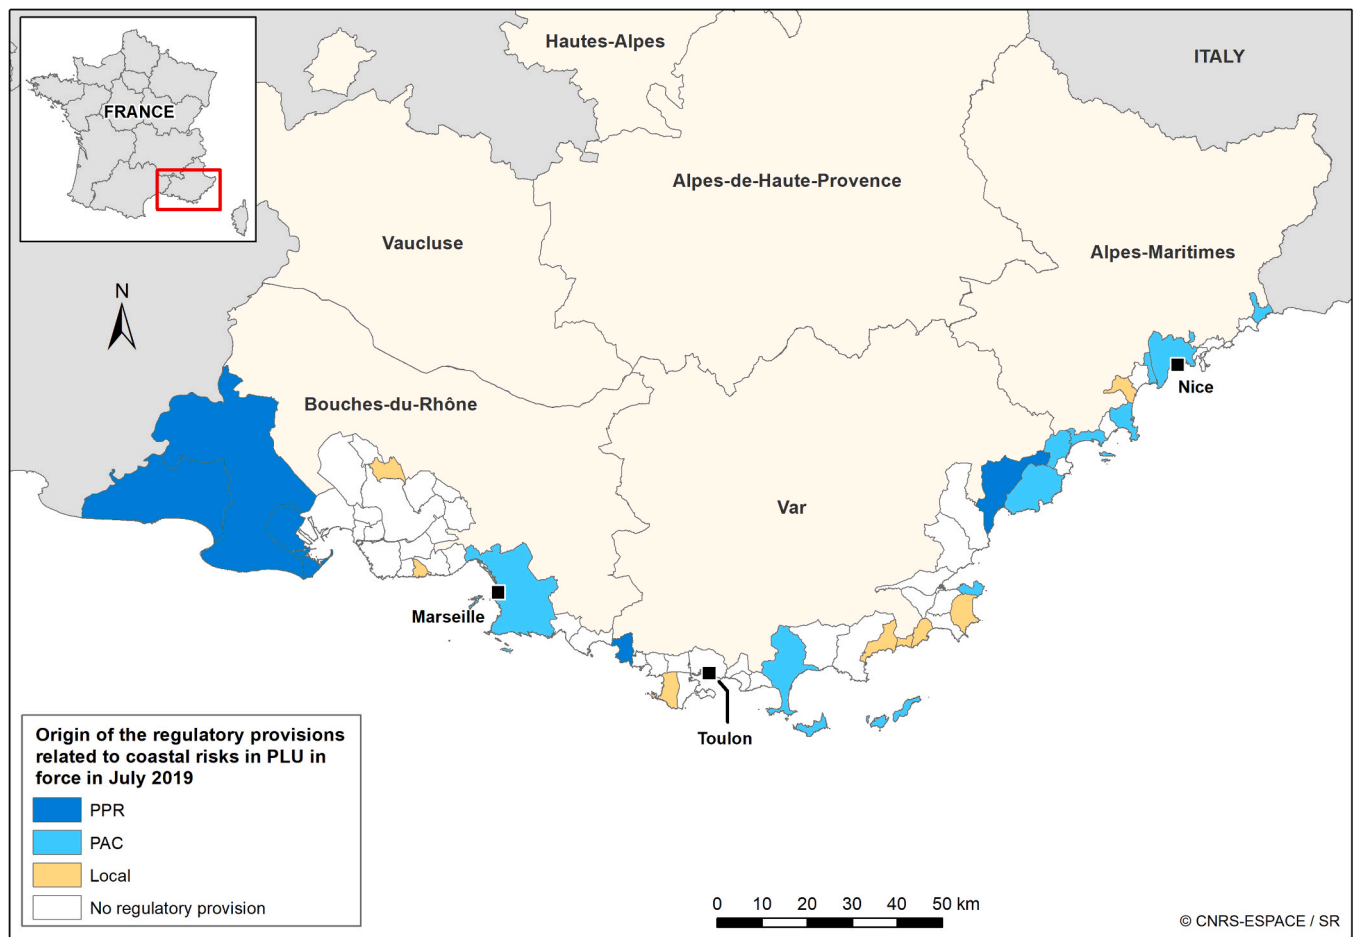 Hautes-Alpes
ITALY
FRANCE
Alpes-de-Haute-Provence
Vaucluse
Alpes-Maritimes
N
Nice
Bouches-du-Rhône
Var
Marseille
Toulon
Origin of the regulatory provisions
related to coastal risks in PLU in
force in July 2019
PPR
PAC
Local
No regulatory provision
0 10 20 30 40 50 km
© CNRS-ESPACE / SR